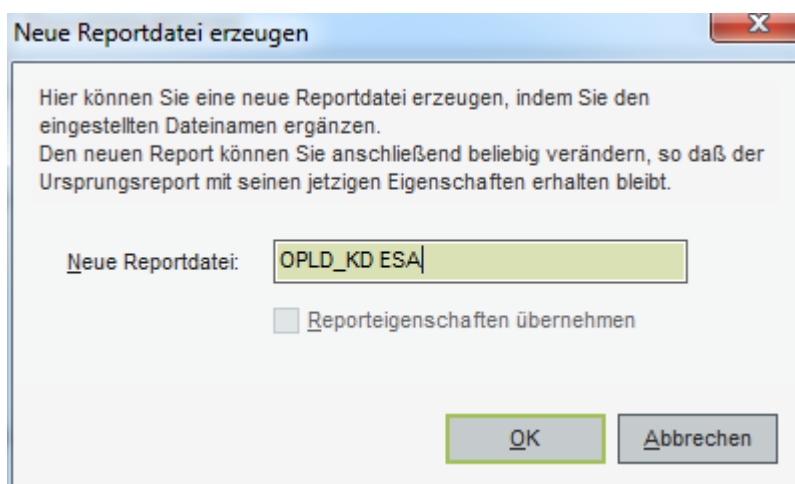 Neue Reportdatei erzeugen
X
Hier können Sie eine neue Reportdatei erzeugen, indem Sie den
eingestellten Dateinamen ergänzen.
Den neuen Report können Sie anschließend beliebig verändern, so daß der
Ursprungsreport mit seinen jetzigen Eigenschaften erhalten bleibt.
Neue Reportdatei: OPLD_KD ESA
Reporteigenschaften übernehmen
OK Abbrechen